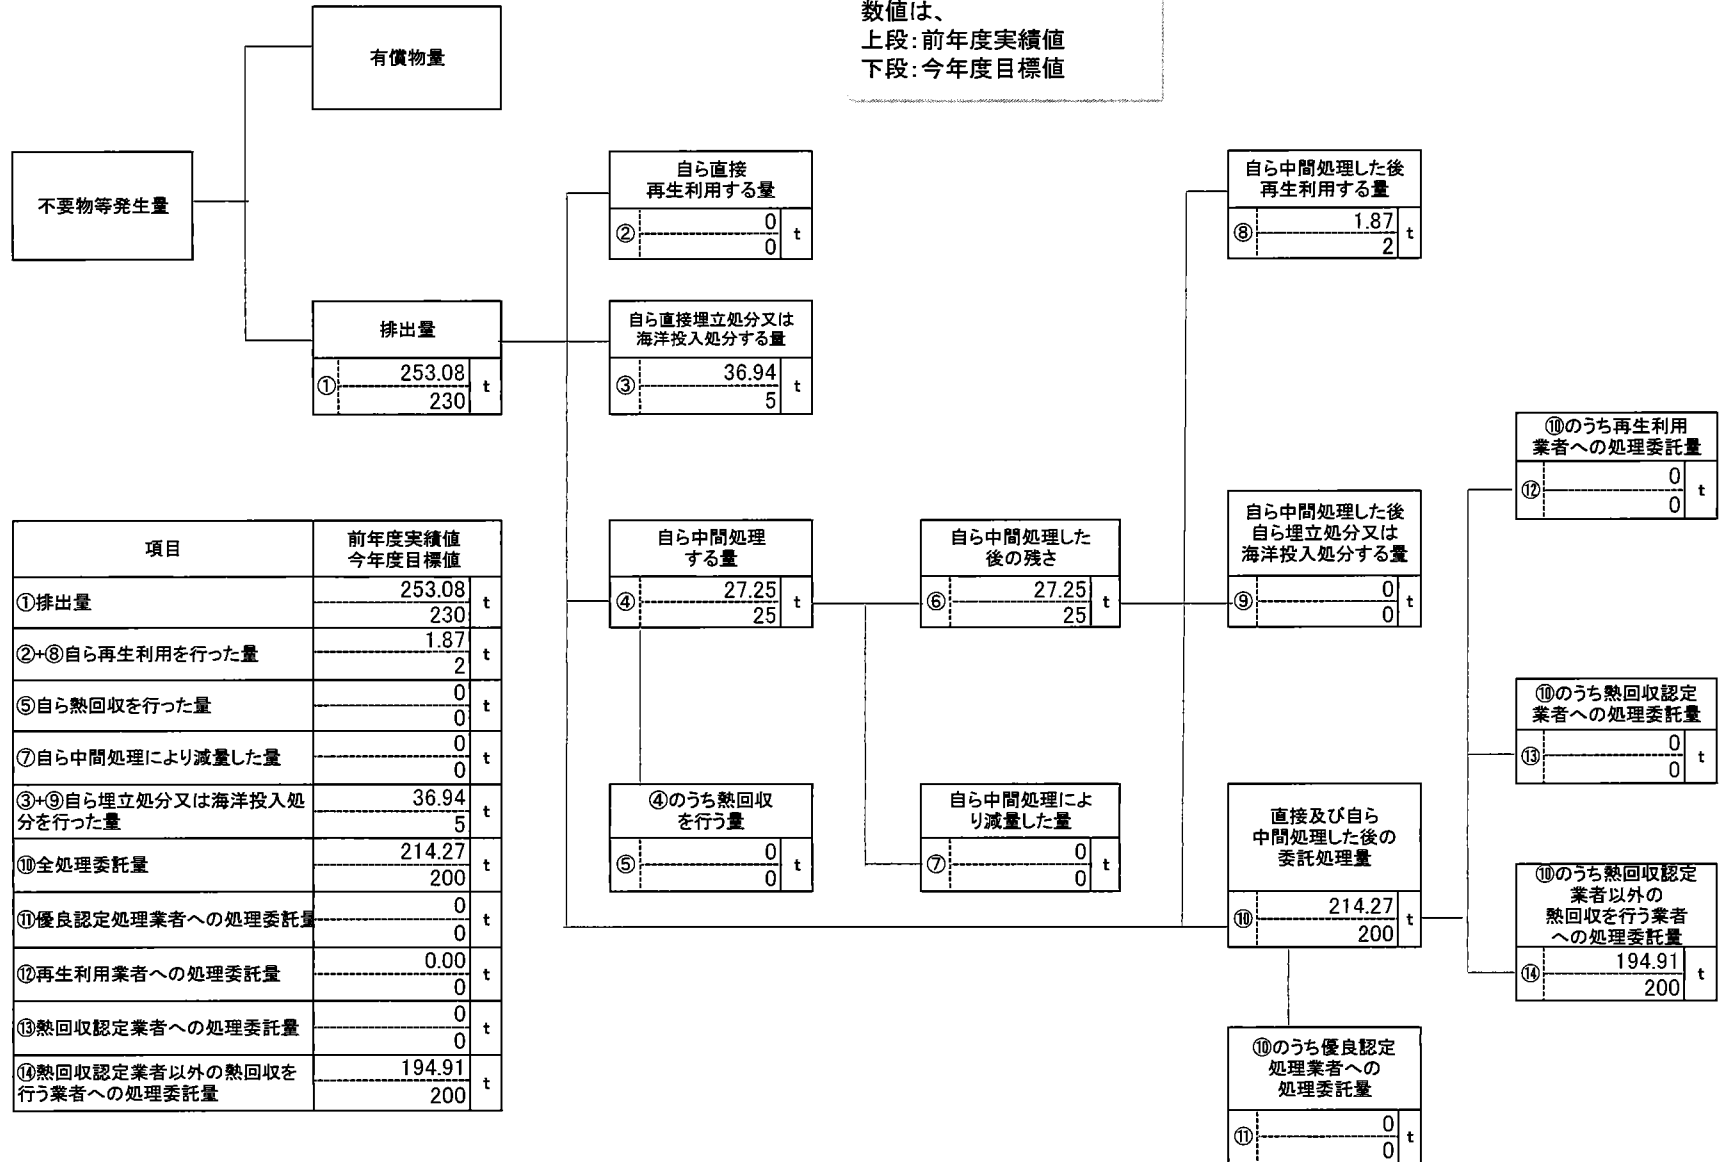 数値は、
上段：前年度実績値
下段：今年度目標値
有償物量
不要物等発生量
排出量
① 253.08 t
230
自ら直接
再生利用する量
② 0 t
0
自ら直接埋立処分又は
海洋投入処分する量
③ 36.94 t
5
自ら中間処理
する量
④ 27.25 t
25
④のうち熱回収
を行う量
⑤ 0 t
0
自ら中間処理した
後の残さ
⑥ 27.25 t
25
自ら中間処理によ
り減量した量
⑦ 0 t
0
自ら中間処理した後
再生利用する量
⑧ 1.87 t
2
自ら中間処理した後
自ら埋立処分又は
海洋投入処分する量
⑨ 0 t
0
直接及び自ら
中間処理した後の
委託処理量
⑩ 214.27 t
200
⑩のうち優良認定
処理業者への
処理委託量
⑪ 0 t
0
⑩のうち再生利用
業者への処理委託量
⑫ 0 t
0
⑩のうち熱回収認定
業者への処理委託量
⑬ 0 t
0
⑩のうち熱回収認定
業者以外の
熱回収を行う業者
への処理委託量
⑭ 194.91 t
200
項目 前年度実績値
今年度目標値
①排出量 253.08 t
230
②+⑧自ら再生利用を行った量 1.87 t
2
⑤自ら熱回収を行った量 0 t
0
⑦自ら中間処理により減量した量 0 t
0
③+⑨自ら埋立処分又は海洋投入処 36.94 t
分を行った量 5
⑩全処理委託量 214.27 t
200
⑪優良認定処理業者への処理委託量 0 t
0
⑫再生利用業者への処理委託量 0.00 t
0
⑬熱回収認定業者への処理委託量 0 t
0
⑭熱回収認定業者以外の熱回収を 194.91 t
行う業者への処理委託量 200